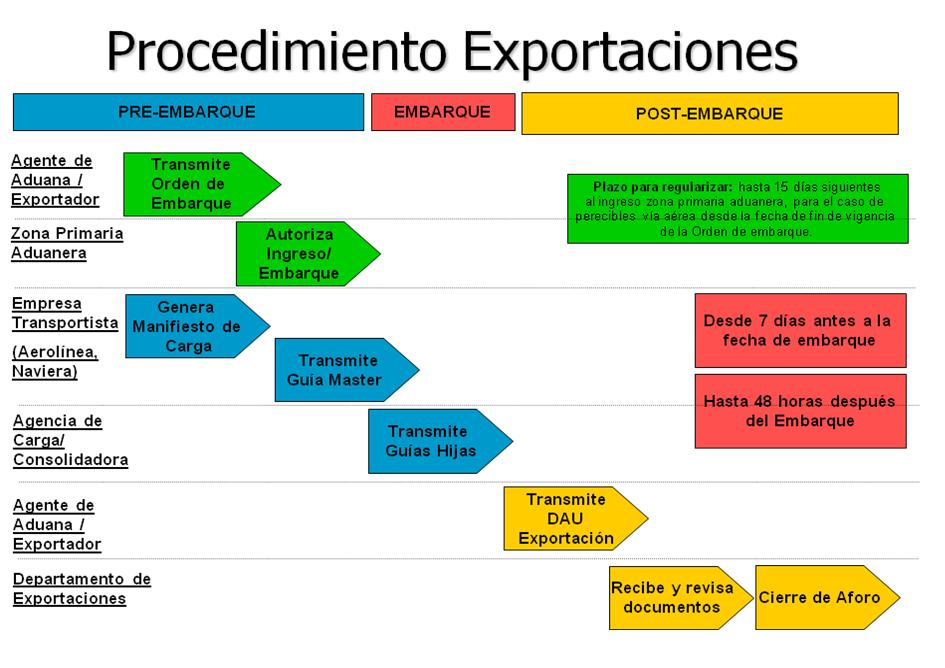 Procedimiento Exportaciones
PRE-EMBARQUE
EMBARQUE
POST-EMBARQUE
Agente de
Aduana /
Exportador
Transmite
Orden de
Embarque
Plazo para regularizar: hasta 15 días siguientes
al ingreso zona primaria aduanera, para el caso de
perecibles vía aérea desde la fecha de fin de vigencia
de la Orden de embarque.
Zona Primaria
Aduanera
Autoriza
Ingreso/
Embarque
Empresa
Transportista
(Aerolínea,
Naviera)
Genera
Manifiesto de
Carga
Transmite
Guía Master
Desde 7 días antes a la
fecha de embarque
Hasta 48 horas después
del Embarque
Agencia de
Carga/
Consolidadora
Transmite
Guías Hijas
Agente de
Aduana /
Exportador
Transmite
DAU
Exportación
Departamento de
Exportaciones
Recibe y revisa
documentos
Cierre de Aforo